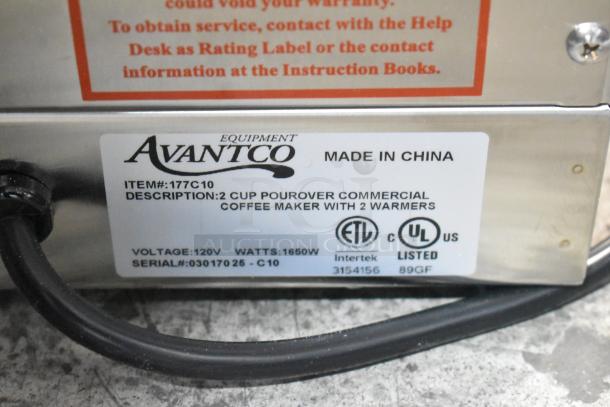 could void your warranty.
To obtain service, contact with the Help
Desk as Rating Label or the contact
information at the Instruction Books.
EQUIPMENT
AVANTCO
MADE IN CHINA
ITEM#:177C10
DESCRIPTION:2 CUP POUROVER COMMERCIAL
COFFEE MAKER WITH 2 WARMERS
VOLTAGE:120V WATTS:1650W
SERIAL#:03017025 - C10
ETL
Intertek
3154156
C UL US
LISTED
89GF
AUCTION GROUP